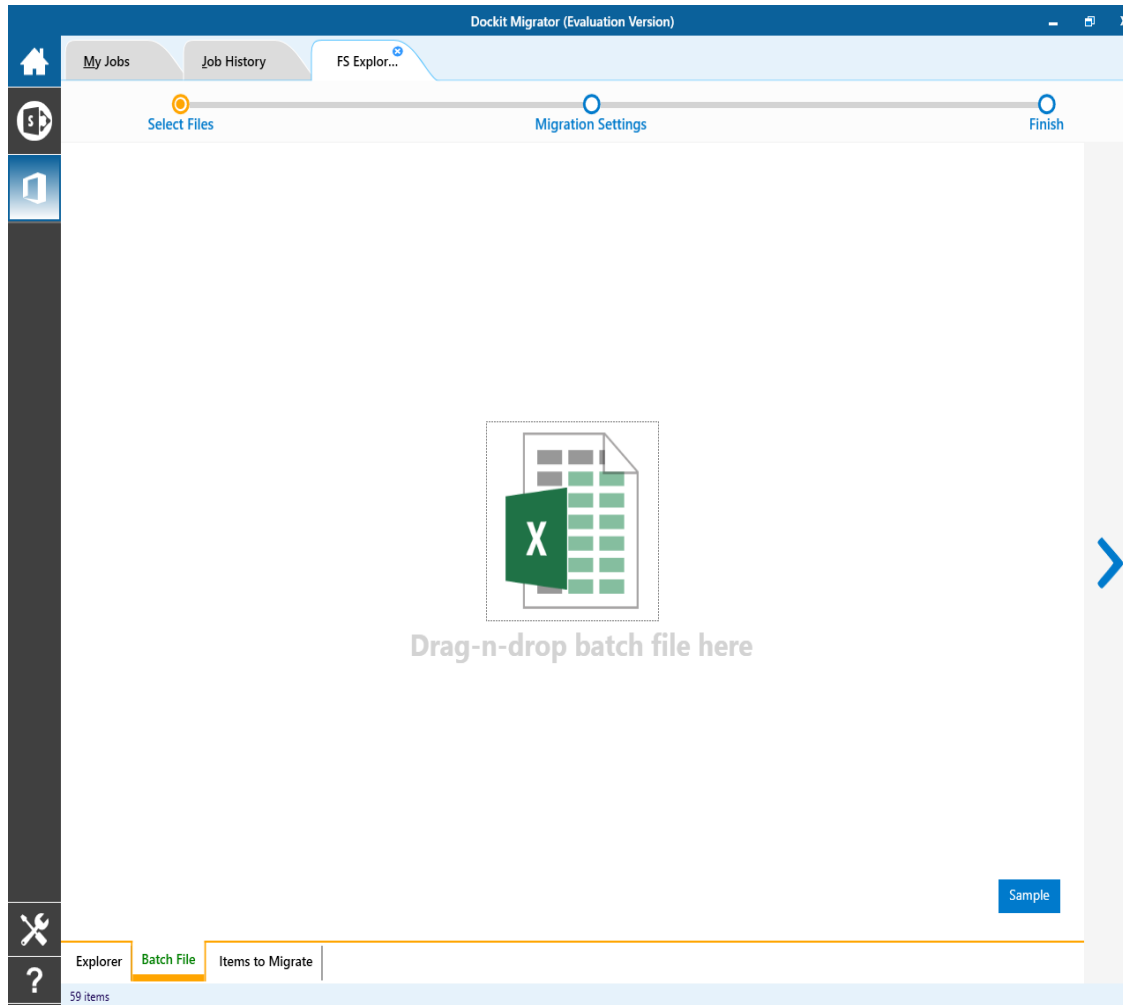 Dockit Migrator (Evaluation Version)
My Jobs
Job History
FS Explor...
Select Files
Migration Settings
Finish
S
X
Drag-n-drop batch file here
Sample
Explorer
Batch File
Items to Migrate
?
59 items